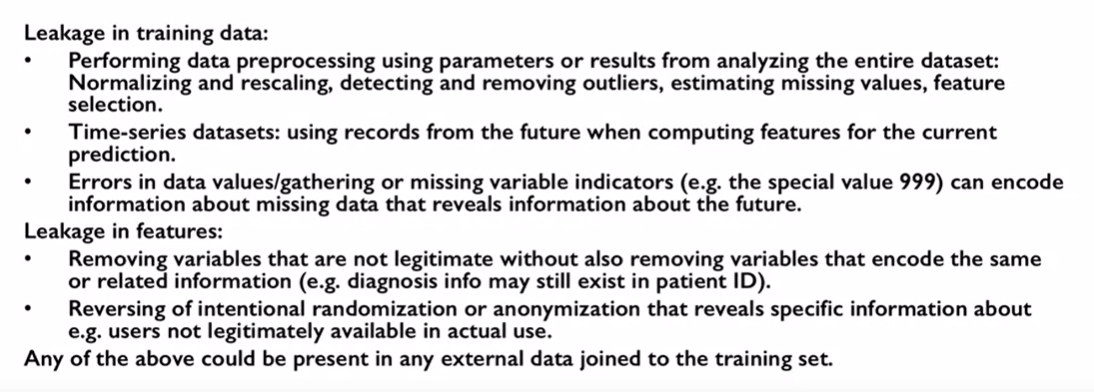 Leakage in training data:
• Performing data preprocessing using parameters or results from analyzing the entire dataset:
Normalizing and rescaling, detecting and removing outliers, estimating missing values, feature
selection.
• Time-series datasets: using records from the future when computing features for the current
prediction.
• Errors in data values/gathering or missing variable indicators (e.g. the special value 999) can encode
information about missing data that reveals information about the future.
Leakage in features:
• Removing variables that are not legitimate without also removing variables that encode the same
or related information (e.g. diagnosis info may still exist in patient ID).
• Reversing of intentional randomization or anonymization that reveals specific information about
e.g. users not legitimately available in actual use.
Any of the above could be present in any external data joined to the training set.